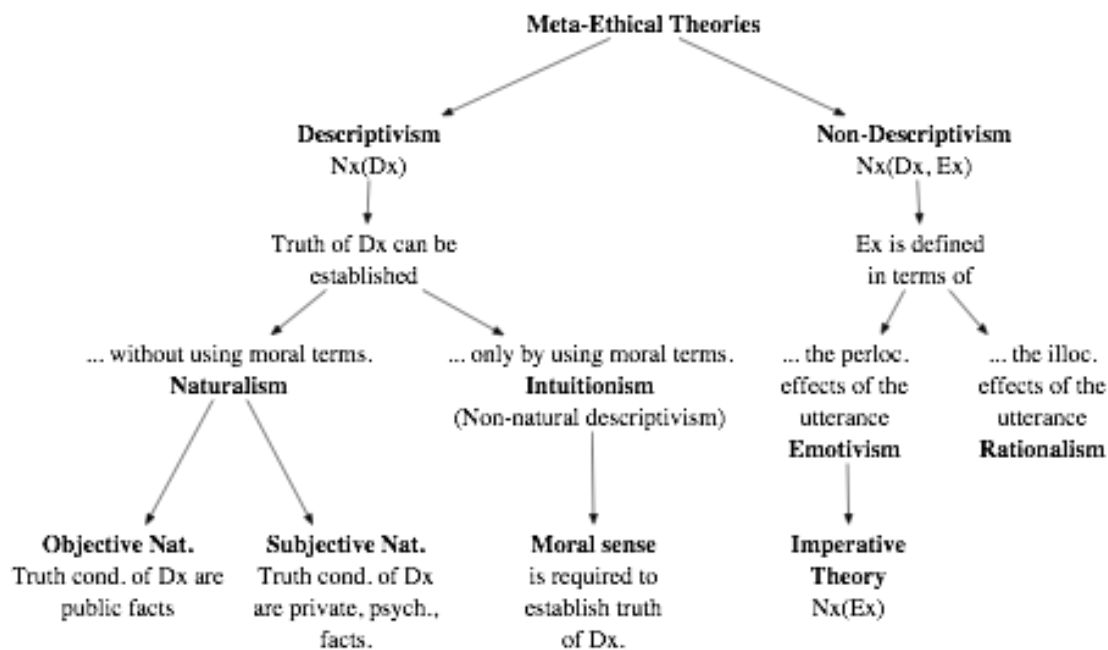 Meta-Ethical Theories
Descriptivism
Nx(Dx)
Non-Descriptivism
Nx(Dx, Ex)
Truth of Dx can be
established
Ex is defined
in terms of
... without using moral terms.
Naturalism
... only by using moral terms.
Intuitionism
(Non-natural descriptivism)
... the perloc.
effects of the
utterance
Emotivism
... the illoc.
effects of the
utterance
Rationalism
Objective Nat.
Truth cond. of Dx are
public facts
Subjective Nat.
Truth cond. of Dx
are private, psych.,
facts.
Moral sense
is required to
establish truth
of Dx.
Imperative
Theory
Nx(Ex)